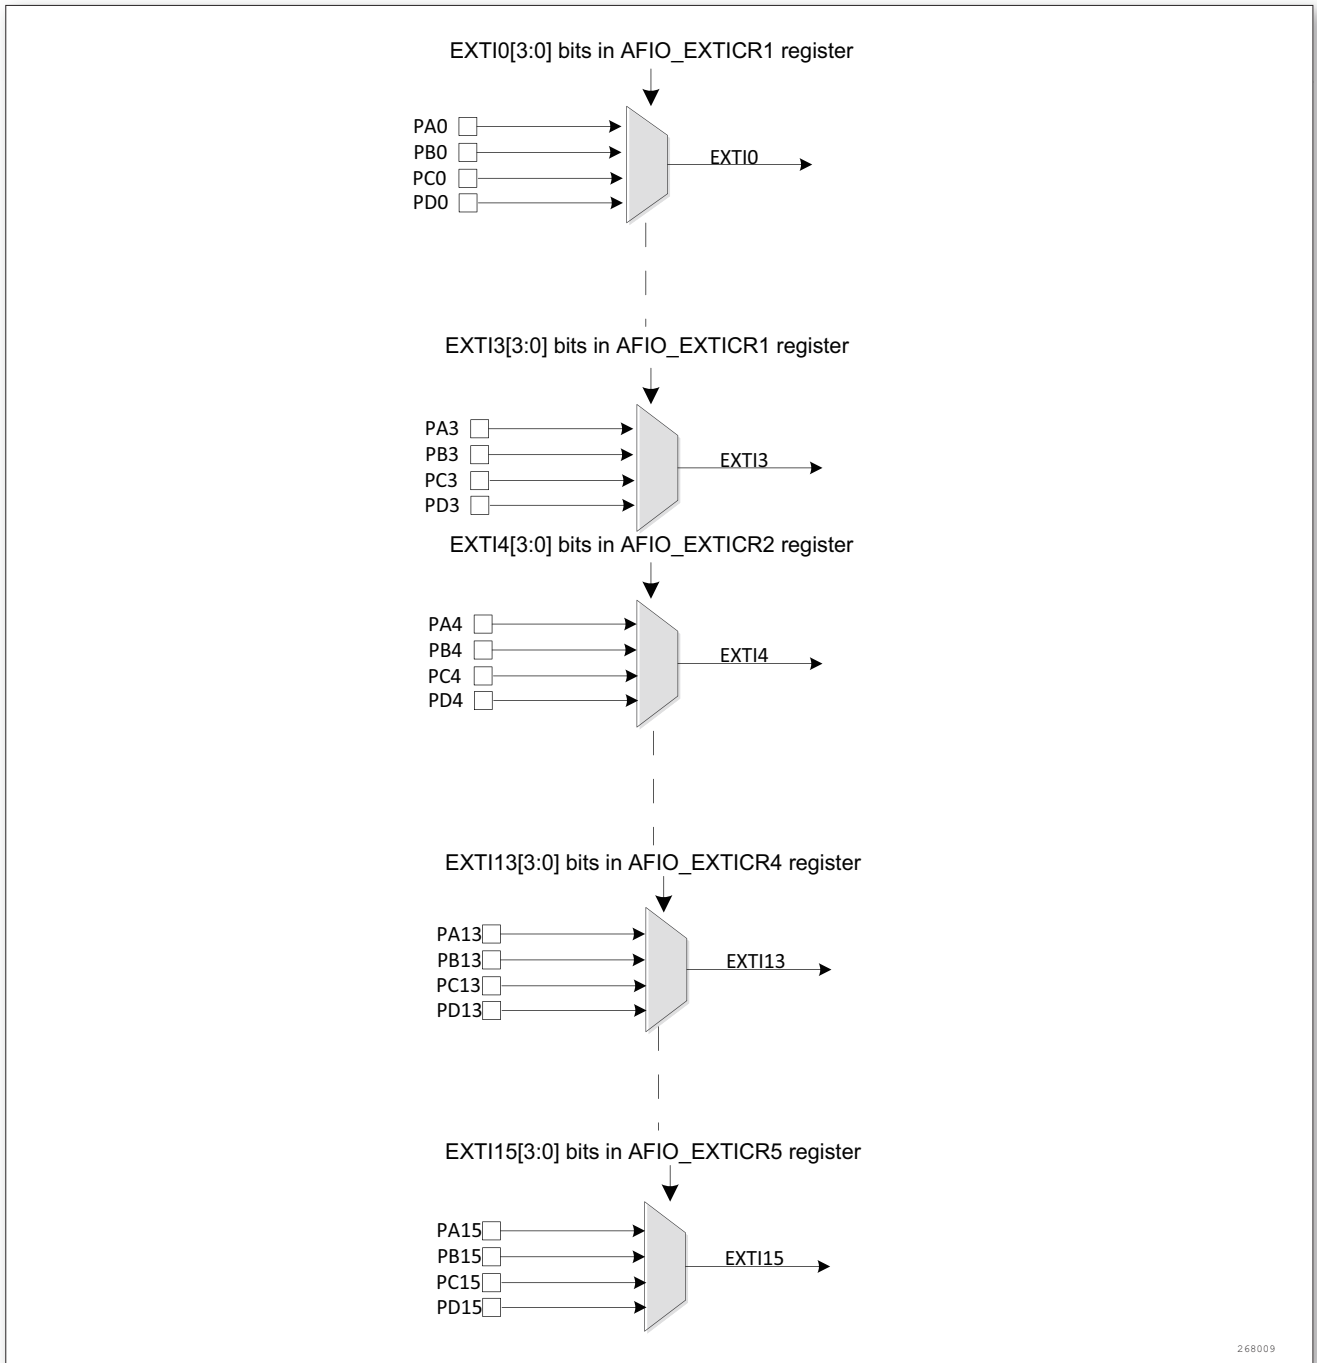 EXTI0[3:0] bits in AFIO_EXTICR1 register
PA0
PB0
PC0
PD0
EXTI0
EXTI3[3:0] bits in AFIO_EXTICR1 register
PA3
PB3
PC3
PD3
EXTI3
EXTI4[3:0] bits in AFIO_EXTICR2 register
PA4
PB4
PC4
PD4
EXTI4
EXTI13[3:0] bits in AFIO_EXTICR4 register
PA13
PB13
PC13
PD13
EXTI13
EXTI15[3:0] bits in AFIO_EXTICR5 register
PA15
PB15
PC15
PD15
EXTI15
268009